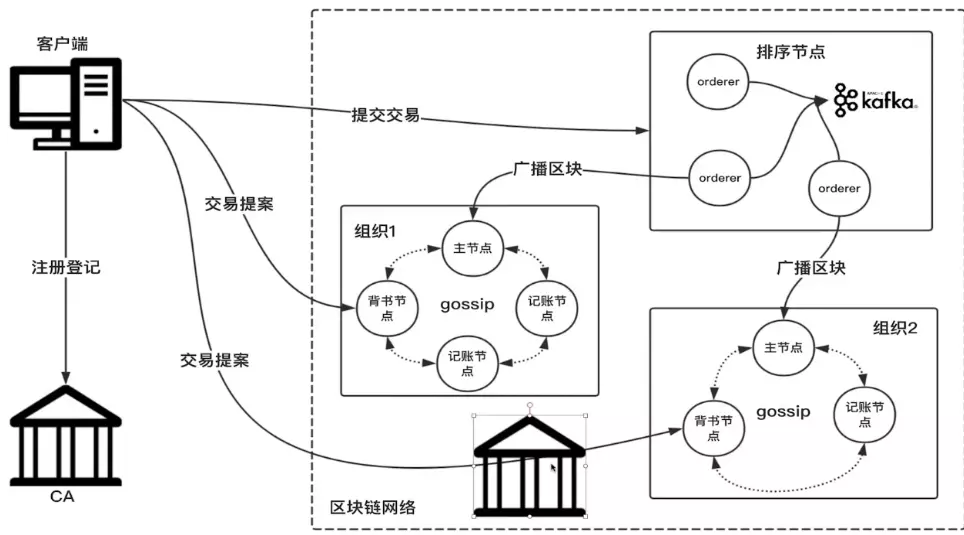 客户端
排序节点
orderer
kafka
提交交易
广播区块
orderer
orderer
交易提案
组织1
主节点
注册登记
背书节
点
gossip
记账节
点
广播区块
组织2
主节点
交易提案
记账节
点
背书节
点
gossip
记账节
点
CA
区块链网络